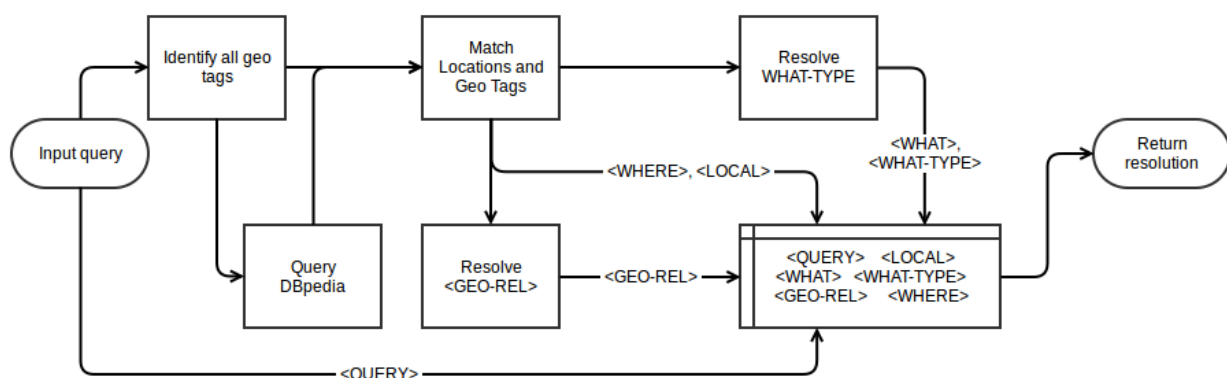 Identify all geo
tags
Match
Locations and
Geo Tags
Resolve
WHAT-TYPE
Input query
<WHERE>, <LOCAL>
<WHAT>,
<WHAT-TYPE>
Return
resolution
Query
DBpedia
Resolve
<GEO-REL>
<GEO-REL>
<QUERY> <LOCAL>
<WHAT> <WHAT-TYPE>
<GEO-REL> <WHERE>
<QUERY>